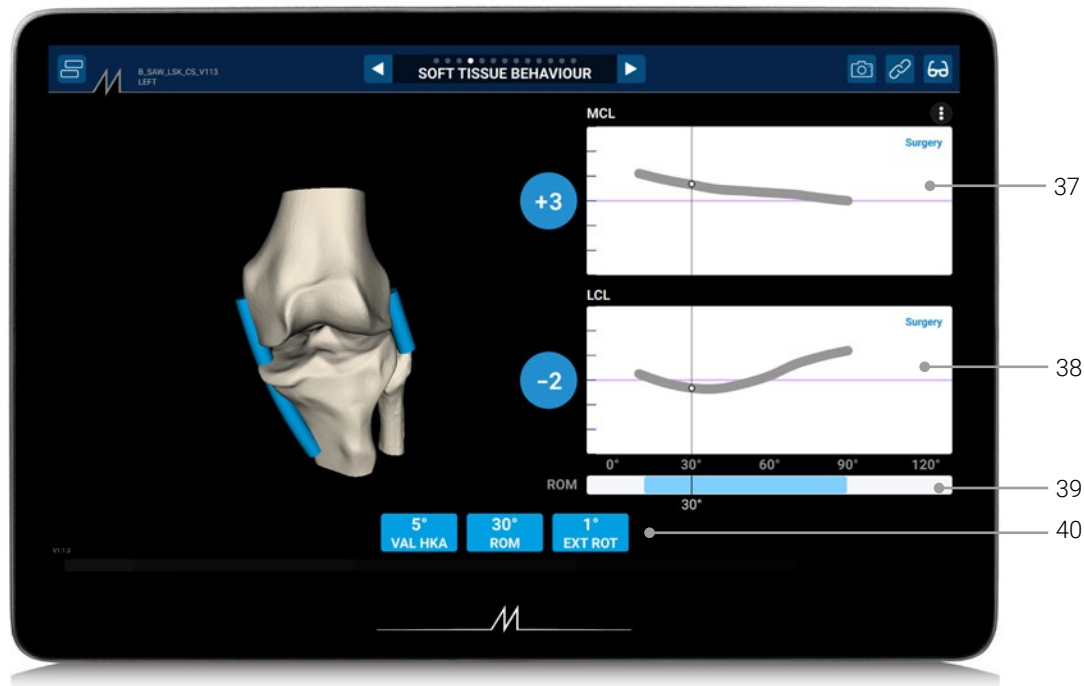 B_SAW_LSK_CS_V113
LEFT
SOFT TISSUE BEHAVIOUR
MCL
Surgery
37
+3
LCL
Surgery
38
−2
0° 30° 60° 90° 120°
ROM
39
30°
5° VAL HKA
30° ROM
1° EXT ROT
40
V1.1.3